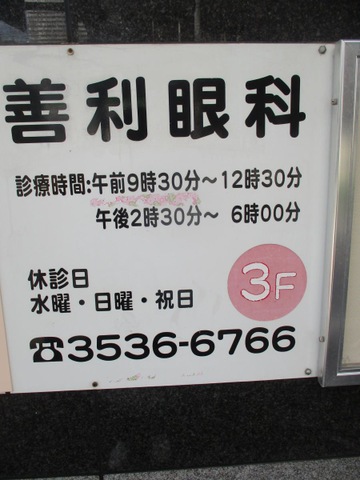 善利眼科
診療時間:午前9時30分～12時30分
午後2時30分～ 6時00分
休診日
水曜・日曜・祝日
3F
☎3536-6766